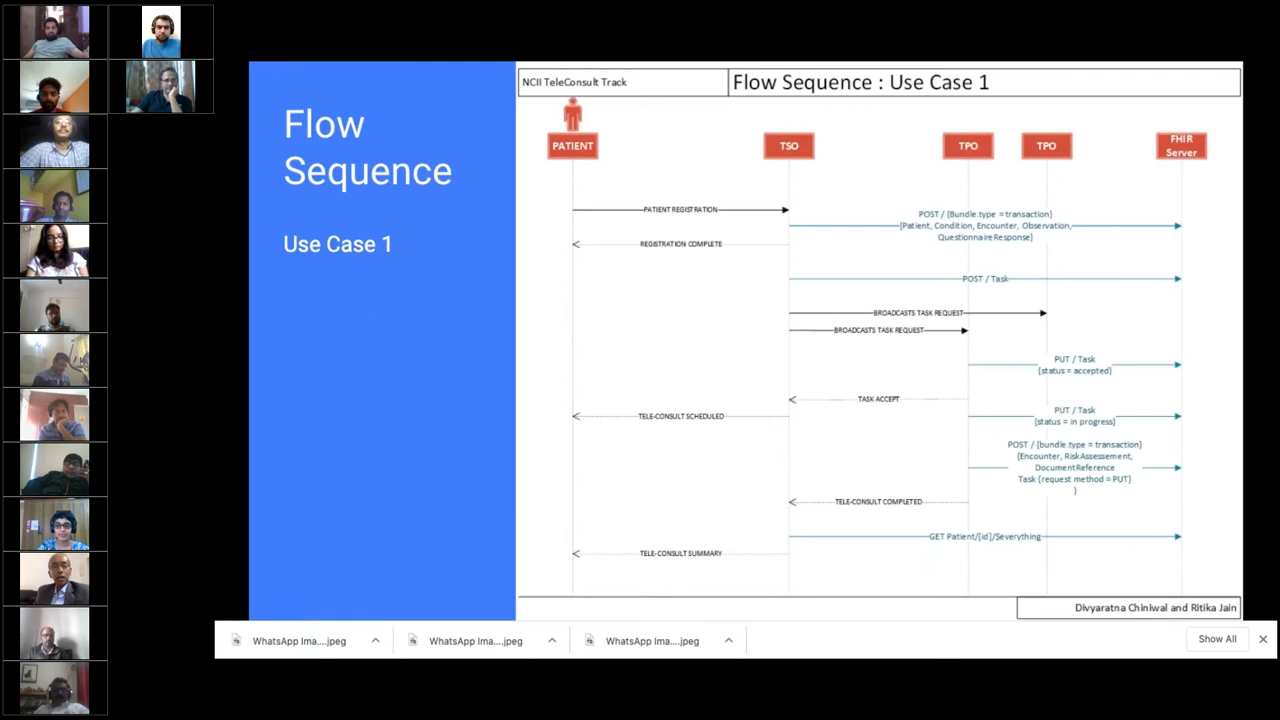 Flow
Sequence
Use Case 1
NCII TeleConsult Track
Flow Sequence : Use Case 1
PATIENT
TSO
TPO
TPO
FHIR
Server
PATIENT REGISTRATION
POST / {Bundle.type = transaction}
{Patient, Condition, Encounter, Observation,
QuestionnaireResponse}
REGISTRATION COMPLETE
POST / Task
BROADCASTS TASK REQUEST
BROADCASTS TASK REQUEST
PUT / Task
{status = accepted}
TASK ACCEPT
TELE-CONSULT SCHEDULED
PUT / Task
{status = in progress}
POST / {bundle.type = transaction}
{Encounter, RiskAssessement,
DocumentReference
Task {request method = PUT}
}
TELE-CONSULT COMPLETED
GET Patient/[id]/$everything
TELE-CONSULT SUMMARY
Divyaratna Chiniwal and Ritika Jain
WhatsApp Ima....jpeg
WhatsApp Ima....jpeg
WhatsApp Ima....jpeg
Show All